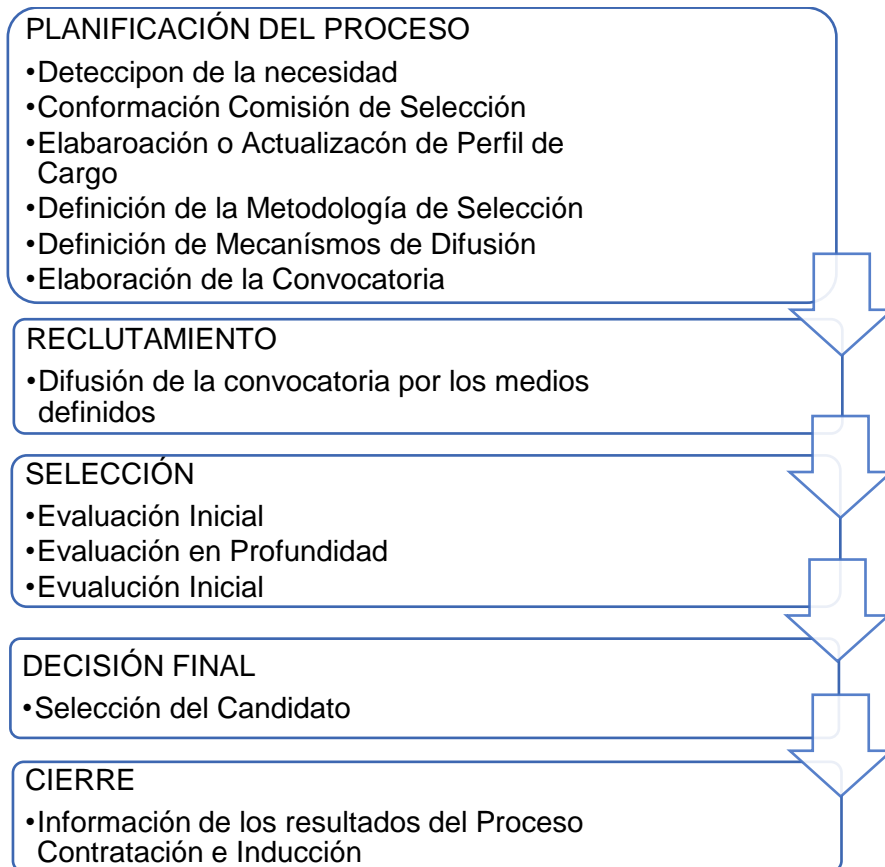 PLANIFICACIÓN DEL PROCESO
•Deteccipon de la necesidad
•Conformación Comisión de Selección
•Elabaroación o Actualizacón de Perfil de
Cargo
•Definición de la Metodología de Selección
•Definición de Mecanísmos de Difusión
•Elaboración de la Convocatoria
RECLUTAMIENTO
•Difusión de la convocatoria por los medios
definidos
SELECCIÓN
•Evaluación Inicial
•Evaluación en Profundidad
•Evualución Inicial
DECISIÓN FINAL
•Selección del Candidato
CIERRE
•Información de los resultados del Proceso
Contratación e Inducción